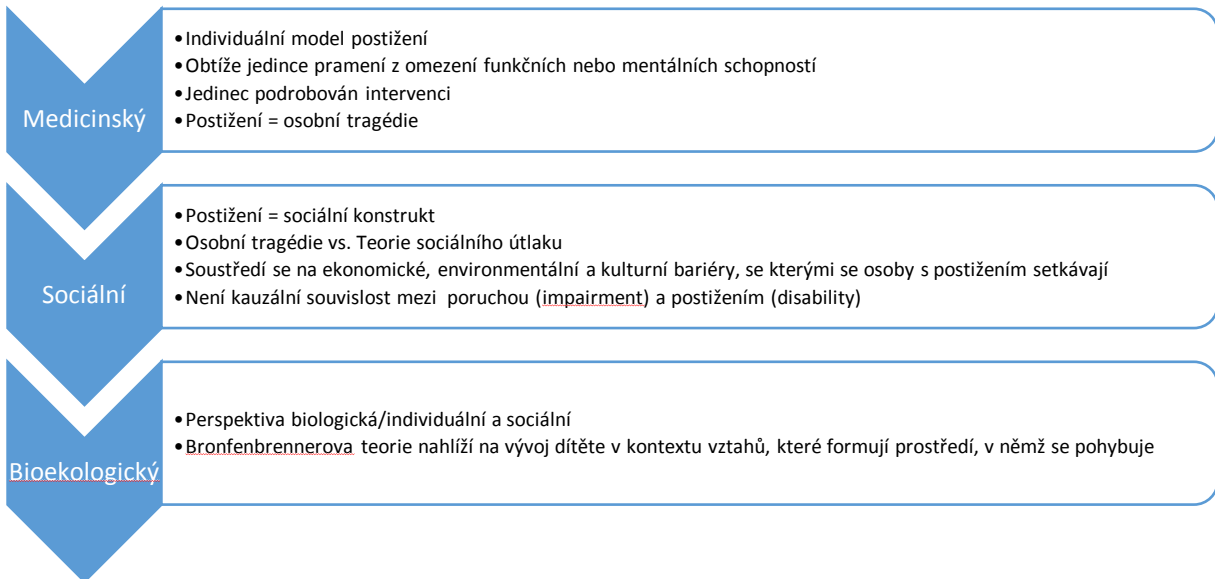 Medicinský
•Individuální model postižení
•Obtíže jedince pramení z omezení funkčních nebo mentálních schopností
•Jedinec podrobován intervenci
•Postižení = osobní tragédie
Sociální
•Postižení = sociální konstrukt
•Osobní tragédie vs. Teorie sociálního útlaku
•Soustředí se na ekonomické, environmentální a kulturní bariéry, se kterými se osoby s postižením setkávají
•Není kauzální souvislost mezi poruchou (impairment) a postižením (disability)
Bioekologický
•Perspektiva biologická/individuální a sociální
•Bronfenbrennerova teorie nahlíží na vývoj dítěte v kontextu vztahů, které formují prostředí, v němž se pohybuje